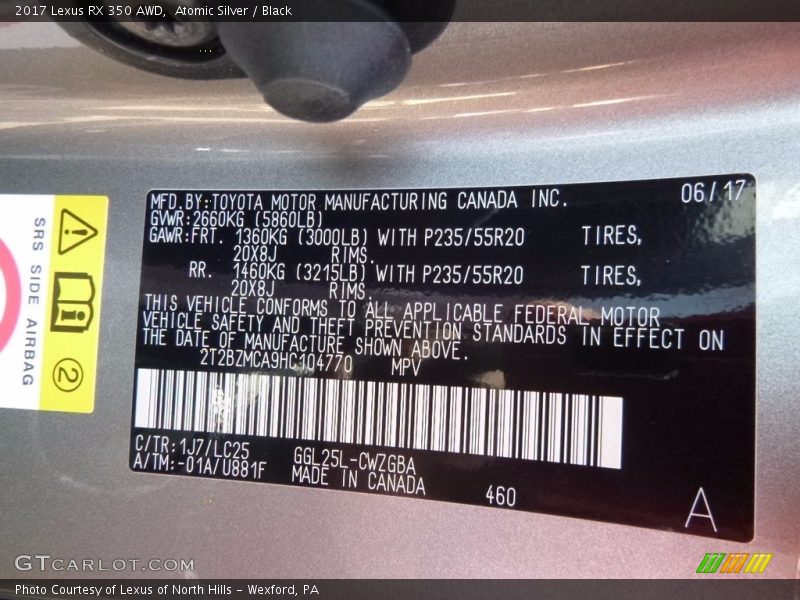 2017 Lexus RX 350 AWD, Atomic Silver / Black
MFD.BY:TOYOTA MOTOR MANUFACTURING CANADA INC. 06/17
GVWR:2660KG (5860LB)
GAWR:FRT. 1360KG (3000LB) WITH P235/55R20 TIRES,
20X8J RIMS.
RR. 1460KG (3215LB) WITH P235/55R20 TIRES,
20X8J RIMS.
THIS VEHICLE CONFORMS TO ALL APPLICABLE FEDERAL MOTOR
VEHICLE SAFETY AND THEFT PREVENTION STANDARDS IN EFFECT ON
THE DATE OF MANUFACTURE SHOWN ABOVE.
2T2BZMCA9HC104770 MPV
C/TR:1J7/LC25
A/TM:-01A/U881F
GGL25L-CWZGBA
MADE IN CANADA
460
A
SRS SIDE AIRBAG
2
GTCARLOT.COM
Photo Courtesy of Lexus of North Hills - Wexford, PA